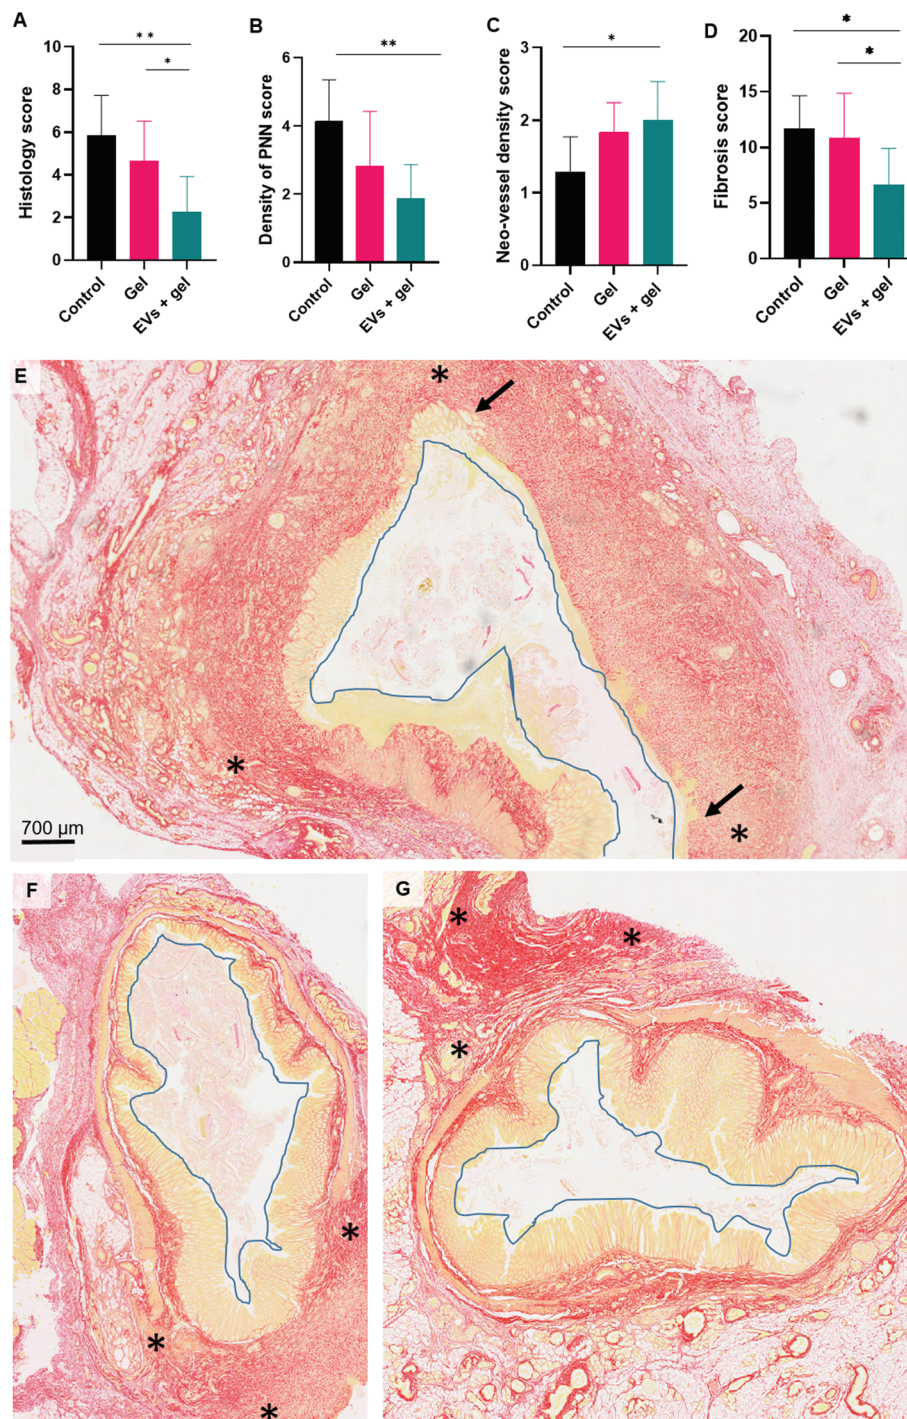 A
Histology score
10
8
6
4
2
0
**
*
Control
Gel
EVs + gel
B
Density of PNN score
6
4
2
0
**
Control
Gel
EVs + gel
C
Neo-vessel density score
3
2
1
0
*
Control
Gel
EVs + gel
D
Fibrosis score
20
15
10
5
0
*
*
Control
Gel
EVs + gel
E
*
*
*
700 µm
F
*
*
*
G
*
*
*